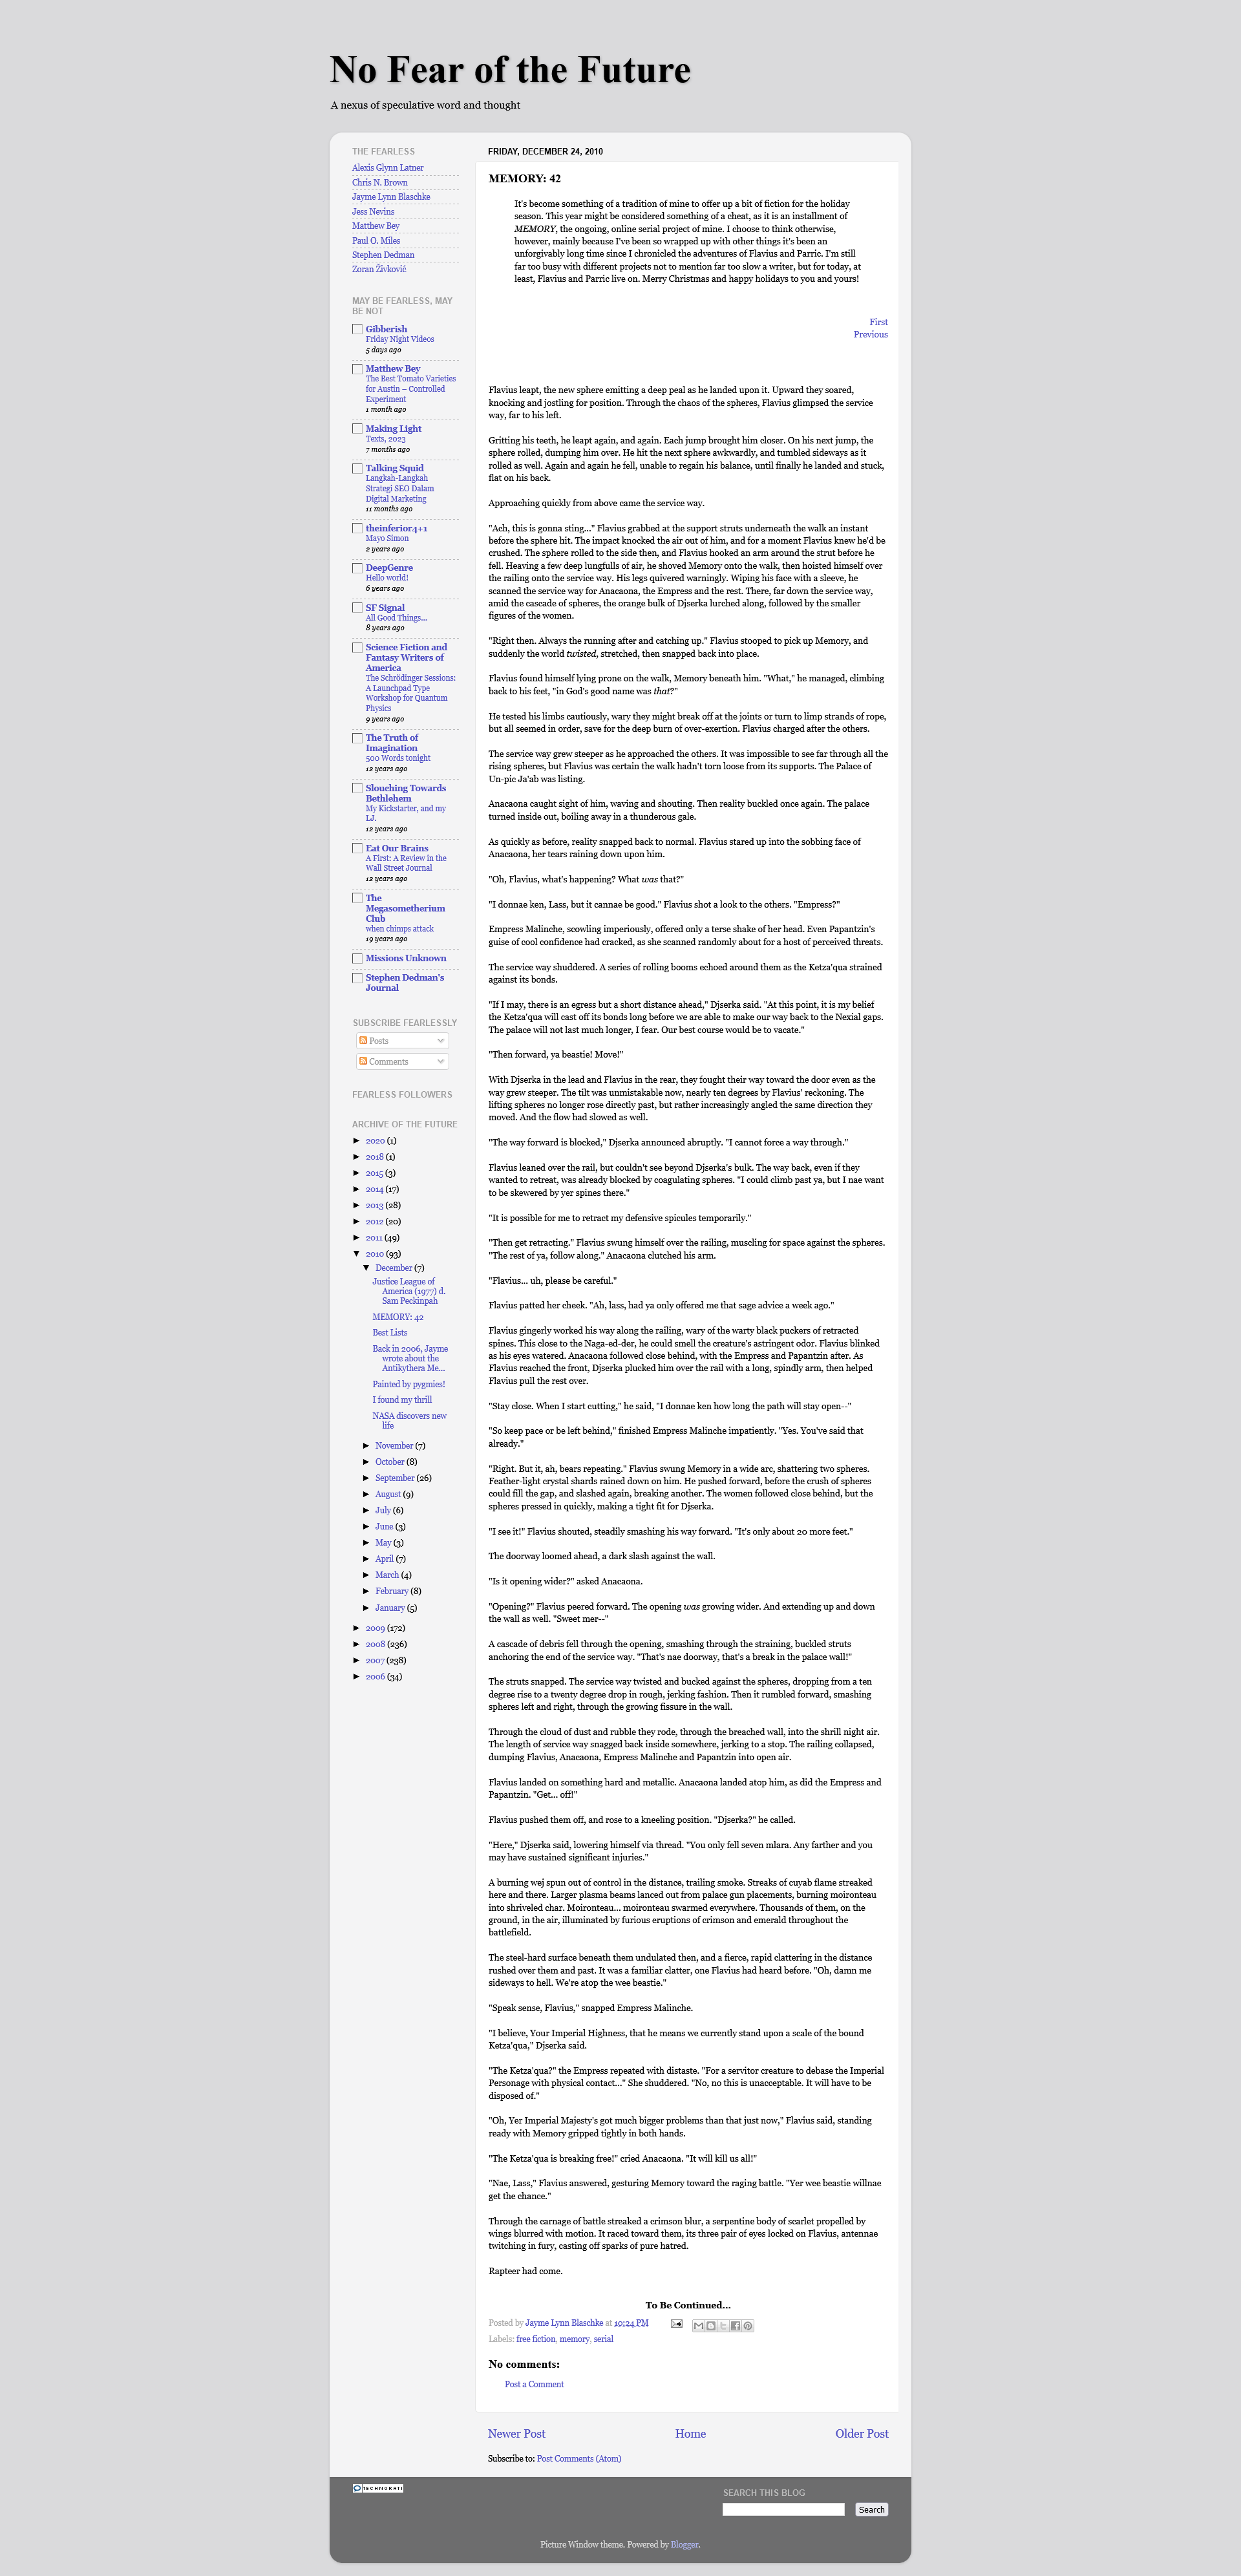 No Fear of the Future
A nexus of speculative word and thought
THE FEARLESS
Alexis Glynn Latner
Chris N. Brown
Jayme Lynn Blaschke
Jess Nevins
Matthew Bey
Paul O. Miles
Stephen Dedman
Zoran Živković
MAY BE FEARLESS, MAY
BE NOT
Gibberish
Friday Night Videos
5 days ago
Matthew Bey
The Best Tomato Varieties
for Austin – Controlled
Experiment
1 month ago
Making Light
Texts, 2023
7 months ago
Talking Squid
Langkah-Langkah
Strategi SEO Dalam
Digital Marketing
11 months ago
theinferior4+1
Mayo Simon
2 years ago
DeepGenre
Hello world!
6 years ago
SF Signal
All Good Things...
8 years ago
Science Fiction and
Fantasy Writers of
America
The Schrödinger Sessions:
A Launchpad Type
Workshop for Quantum
Physics
9 years ago
The Truth of
Imagination
500 Words tonight
12 years ago
Slouching Towards
Bethlehem
My Kickstarter, and my
LJ.
12 years ago
Eat Our Brains
A First: A Review in the
Wall Street Journal
12 years ago
The
Megasometherium
Club
when chimps attack
19 years ago
Missions Unknown
Stephen Dedman's
Journal
SUBSCRIBE FEARLESSLY
Posts
Comments
FEARLESS FOLLOWERS
ARCHIVE OF THE FUTURE
► 2020 (1)
► 2018 (1)
► 2015 (3)
► 2014 (17)
► 2013 (28)
► 2012 (20)
► 2011 (49)
▼ 2010 (93)
▼ December (7)
Justice League of
America (1977) d.
Sam Peckinpah
MEMORY: 42
Best Lists
Back in 2006, Jayme
wrote about the
Antikythera Me...
Painted by pygmies!
I found my thrill
NASA discovers new
life
► November (7)
► October (8)
► September (26)
► August (9)
► July (6)
► June (3)
► May (3)
► April (7)
► March (4)
► February (8)
► January (5)
► 2009 (172)
► 2008 (236)
► 2007 (238)
► 2006 (34)
FRIDAY, DECEMBER 24, 2010
MEMORY: 42
It's become something of a tradition of mine to offer up a bit of fiction for the holiday
season. This year might be considered something of a cheat, as it is an installment of
MEMORY, the ongoing, online serial project of mine. I choose to think otherwise,
however, mainly because I've been so wrapped up with other things it's been an
unforgivably long time since I chronicled the adventures of Flavius and Parric. I'm still
far too busy with different projects not to mention far too slow a writer, but for today, at
least, Flavius and Parric live on. Merry Christmas and happy holidays to you and yours!
First
Previous
Flavius leapt, the new sphere emitting a deep peal as he landed upon it. Upward they soared,
knocking and jostling for position. Through the chaos of the spheres, Flavius glimpsed the service
way, far to his left.
Gritting his teeth, he leapt again, and again. Each jump brought him closer. On his next jump, the
sphere rolled, dumping him over. He hit the next sphere awkwardly, and tumbled sideways as it
rolled as well. Again and again he fell, unable to regain his balance, until finally he landed and stuck,
flat on his back.
Approaching quickly from above came the service way.
"Ach, this is gonna sting..." Flavius grabbed at the support struts underneath the walk an instant
before the sphere hit. The impact knocked the air out of him, and for a moment Flavius knew he'd be
crushed. The sphere rolled to the side then, and Flavius hooked an arm around the strut before he
fell. Heaving a few deep lungfulls of air, he shoved Memory onto the walk, then hoisted himself over
the railing onto the service way. His legs quivered warningly. Wiping his face with a sleeve, he
scanned the service way for Anacaona, the Empress and the rest. There, far down the service way,
amid the cascade of spheres, the orange bulk of Djserka lurched along, followed by the smaller
figures of the women.
"Right then. Always the running after and catching up." Flavius stooped to pick up Memory, and
suddenly the world twisted, stretched, then snapped back into place.
Flavius found himself lying prone on the walk, Memory beneath him. "What," he managed, climbing
back to his feet, "in God's good name was that?"
He tested his limbs cautiously, wary they might break off at the joints or turn to limp strands of rope,
but all seemed in order, save for the deep burn of over-exertion. Flavius charged after the others.
The service way grew steeper as he approached the others. It was impossible to see far through all the
rising spheres, but Flavius was certain the walk hadn't torn loose from its supports. The Palace of
Un-pic Ja'ab was listing.
Anacaona caught sight of him, waving and shouting. Then reality buckled once again. The palace
turned inside out, boiling away in a thunderous gale.
As quickly as before, reality snapped back to normal. Flavius stared up into the sobbing face of
Anacaona, her tears raining down upon him.
"Oh, Flavius, what's happening? What was that?"
"I donnae ken, Lass, but it cannae be good." Flavius shot a look to the others. "Empress?"
Empress Malinche, scowling imperiously, offered only a terse shake of her head. Even Papantzin's
guise of cool confidence had cracked, as she scanned randomly about for a host of perceived threats.
The service way shuddered. A series of rolling booms echoed around them as the Ketza'qua strained
against its bonds.
"If I may, there is an egress but a short distance ahead," Djserka said. "At this point, it is my belief
the Ketza'qua will cast off its bonds long before we are able to make our way back to the Nexial gaps.
The palace will not last much longer, I fear. Our best course would be to vacate."
"Then forward, ya beastie! Move!"
With Djserka in the lead and Flavius in the rear, they fought their way toward the door even as the
way grew steeper. The tilt was unmistakable now, nearly ten degrees by Flavius' reckoning. The
lifting spheres no longer rose directly past, but rather increasingly angled the same direction they
moved. And the flow had slowed as well.
"The way forward is blocked," Djserka announced abruptly. "I cannot force a way through."
Flavius leaned over the rail, but couldn't see beyond Djserka's bulk. The way back, even if they
wanted to retreat, was already blocked by coagulating spheres. "I could climb past ya, but I nae want
to be skewered by yer spines there."
"It is possible for me to retract my defensive spicules temporarily."
"Then get retracting." Flavius swung himself over the railing, muscling for space against the spheres.
"The rest of ya, follow along." Anacaona clutched his arm.
"Flavius... uh, please be careful."
Flavius patted her cheek. "Ah, lass, had ya only offered me that sage advice a week ago."
Flavius gingerly worked his way along the railing, wary of the warty black puckers of retracted
spines. This close to the Naga-ed-der, he could smell the creature's astringent odor. Flavius blinked
as his eyes watered. Anacaona followed close behind, with the Empress and Papantzin after. As
Flavius reached the front, Djserka plucked him over the rail with a long, spindly arm, then helped
Flavius pull the rest over.
"Stay close. When I start cutting," he said, "I donnae ken how long the path will stay open--"
"So keep pace or be left behind," finished Empress Malinche impatiently. "Yes. You've said that
already."
"Right. But it, ah, bears repeating." Flavius swung Memory in a wide arc, shattering two spheres.
Feather-light crystal shards rained down on him. He pushed forward, before the crush of spheres
could fill the gap, and slashed again, breaking another. The women followed close behind, but the
spheres pressed in quickly, making a tight fit for Djserka.
"I see it!" Flavius shouted, steadily smashing his way forward. "It's only about 20 more feet."
The doorway loomed ahead, a dark slash against the wall.
"Is it opening wider?" asked Anacaona.
"Opening?" Flavius peered forward. The opening was growing wider. And extending up and down
the wall as well. "Sweet mer--"
A cascade of debris fell through the opening, smashing through the straining, buckled struts
anchoring the end of the service way. "That's nae doorway, that's a break in the palace wall!"
The struts snapped. The service way twisted and bucked against the spheres, dropping from a ten
degree rise to a twenty degree drop in rough, jerking fashion. Then it rumbled forward, smashing
spheres left and right, through the growing fissure in the wall.
Through the cloud of dust and rubble they rode, through the breached wall, into the shrill night air.
The length of service way snagged back inside somewhere, jerking to a stop. The railing collapsed,
dumping Flavius, Anacaona, Empress Malinche and Papantzin into open air.
Flavius landed on something hard and metallic. Anacaona landed atop him, as did the Empress and
Papantzin. "Get... off!"
Flavius pushed them off, and rose to a kneeling position. "Djserka?" he called.
"Here," Djserka said, lowering himself via thread. "You only fell seven mlara. Any farther and you
may have sustained significant injuries."
A burning wej spun out of control in the distance, trailing smoke. Streaks of cuyab flame streaked
here and there. Larger plasma beams lanced out from palace gun placements, burning moironteau
into shriveled char. Moironteau... moironteau swarmed everywhere. Thousands of them, on the
ground, in the air, illuminated by furious eruptions of crimson and emerald throughout the
battlefield.
The steel-hard surface beneath them undulated then, and a fierce, rapid clattering in the distance
rushed over them and past. It was a familiar clatter, one Flavius had heard before. "Oh, damn me
sideways to hell. We're atop the wee beastie."
"Speak sense, Flavius," snapped Empress Malinche.
"I believe, Your Imperial Highness, that he means we currently stand upon a scale of the bound
Ketza'qua," Djserka said.
"The Ketza'qua?" the Empress repeated with distaste. "For a servitor creature to debase the Imperial
Personage with physical contact..." She shuddered. "No, no this is unacceptable. It will have to be
disposed of."
"Oh, Yer Imperial Majesty's got much bigger problems than that just now," Flavius said, standing
ready with Memory gripped tightly in both hands.
"The Ketza'qua is breaking free!" cried Anacaona. "It will kill us all!"
"Nae, Lass," Flavius answered, gesturing Memory toward the raging battle. "Yer wee beastie willnae
get the chance."
Through the carnage of battle streaked a crimson blur, a serpentine body of scarlet propelled by
wings blurred with motion. It raced toward them, its three pair of eyes locked on Flavius, antennae
twitching in fury, casting off sparks of pure hatred.
Rapteer had come.
To Be Continued...
Posted by Jayme Lynn Blaschke at 10:24 PM
Labels: free fiction, memory, serial
No comments:
Post a Comment
Newer Post Home Older Post
Subscribe to: Post Comments (Atom)
TECHNORATI
SEARCH THIS BLOG
Search
Picture Window theme. Powered by Blogger.